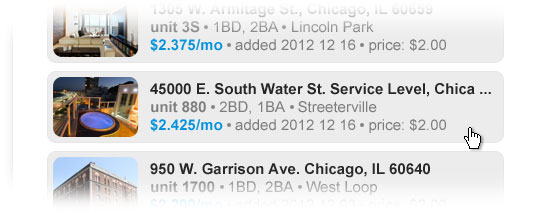 1305 W. Armitage St., Chicago, IL 60659
unit 3S • 1BD, 2BA • Lincoln Park
$2.375/mo • added 2012 12 16 • price: $2.00
45000 E. South Water St. Service Level, Chica ...
unit 880 • 2BD, 1BA • Streeterville
$2.425/mo • added 2012 12 16 • price: $2.00
950 W. Garrison Ave. Chicago, IL 60640
unit 1700 • 1BD, 2BA • West Loop